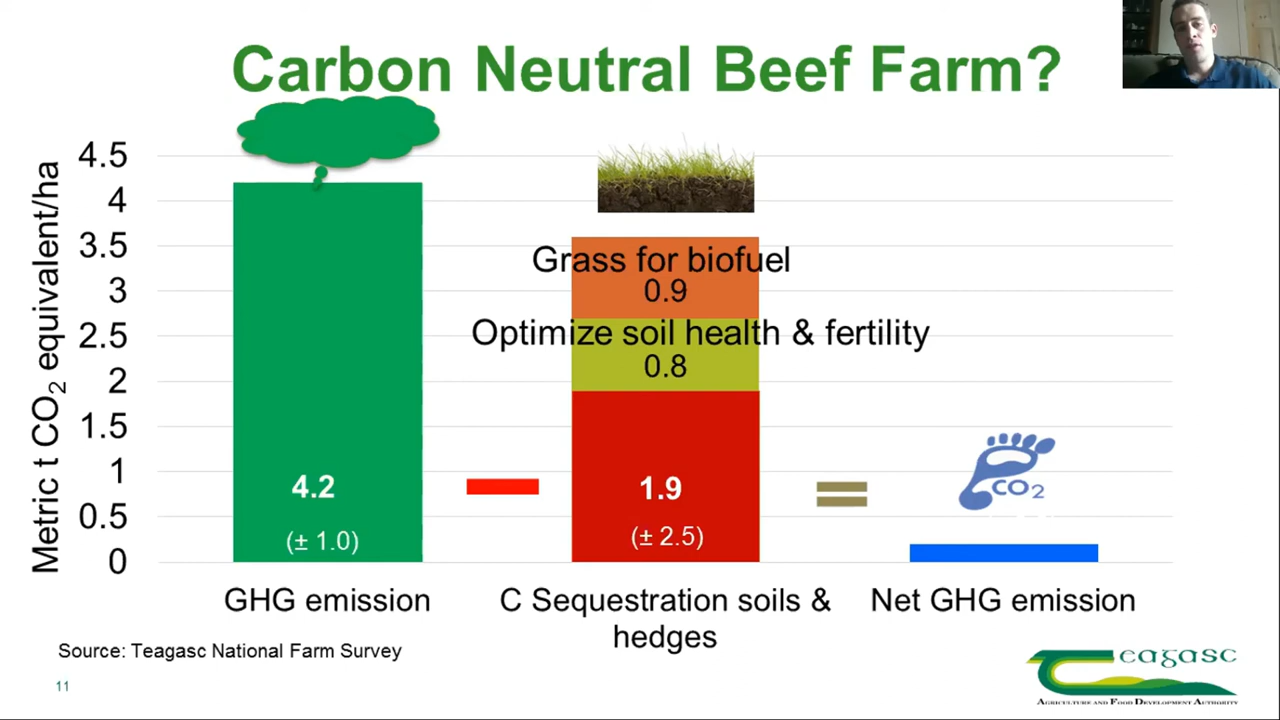 Carbon Neutral Beef Farm?
Metric t CO2 equivalent/ha
4.5
4
3.5
3
2.5
2
1.5
1
0.5
0
4.2
(± 1.0)
Grass for biofuel
0.9
Optimize soil health & fertility
0.8
1.9
(± 2.5)
CO2
GHG emission
C Sequestration soils &
hedges
Net GHG emission
Source: Teagasc National Farm Survey
11
Teagasc
AGRICULTURE AND FOOD DEVELOPMENT AUTHORITY